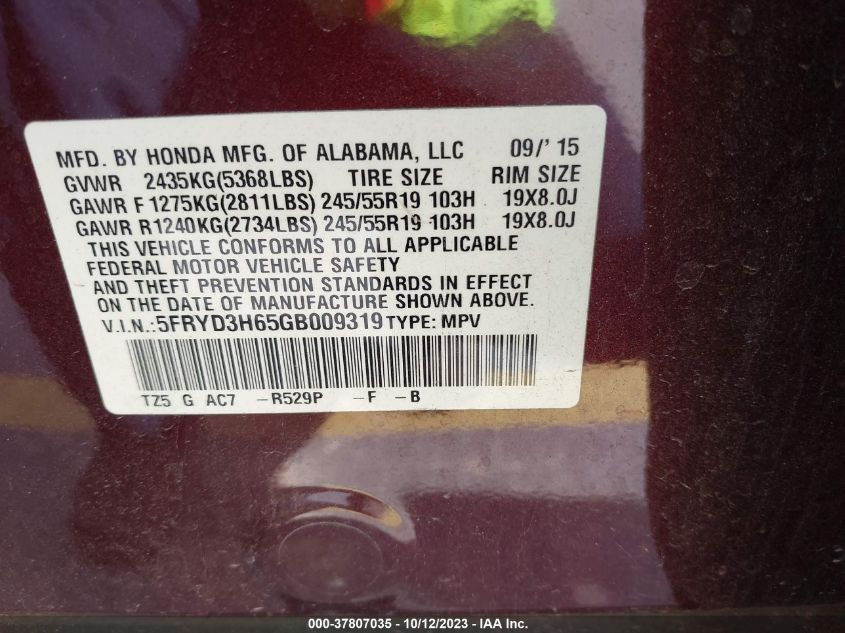 MFD. BY HONDA MFG. OF ALABAMA, LLC 09/' 15
GVWR 2435KG(5368LBS) TIRE SIZE RIM SIZE
GAWR F 1275KG(2811LBS) 245/55R19 103H 19X8.0J
GAWR R1240KG(2734LBS) 245/55R19 103H 19X8.0J
THIS VEHICLE CONFORMS TO ALL APPLICABLE
FEDERAL MOTOR VEHICLE SAFETY
AND THEFT PREVENTION STANDARDS IN EFFECT
ON THE DATE OF MANUFACTURE SHOWN ABOVE.
V.I.N.:5FRYD3H65GB009319 TYPE: MPV
TZ5 G AC7 -R529P -F -B
000-37807035 - 10/12/2023 - IAA Inc.